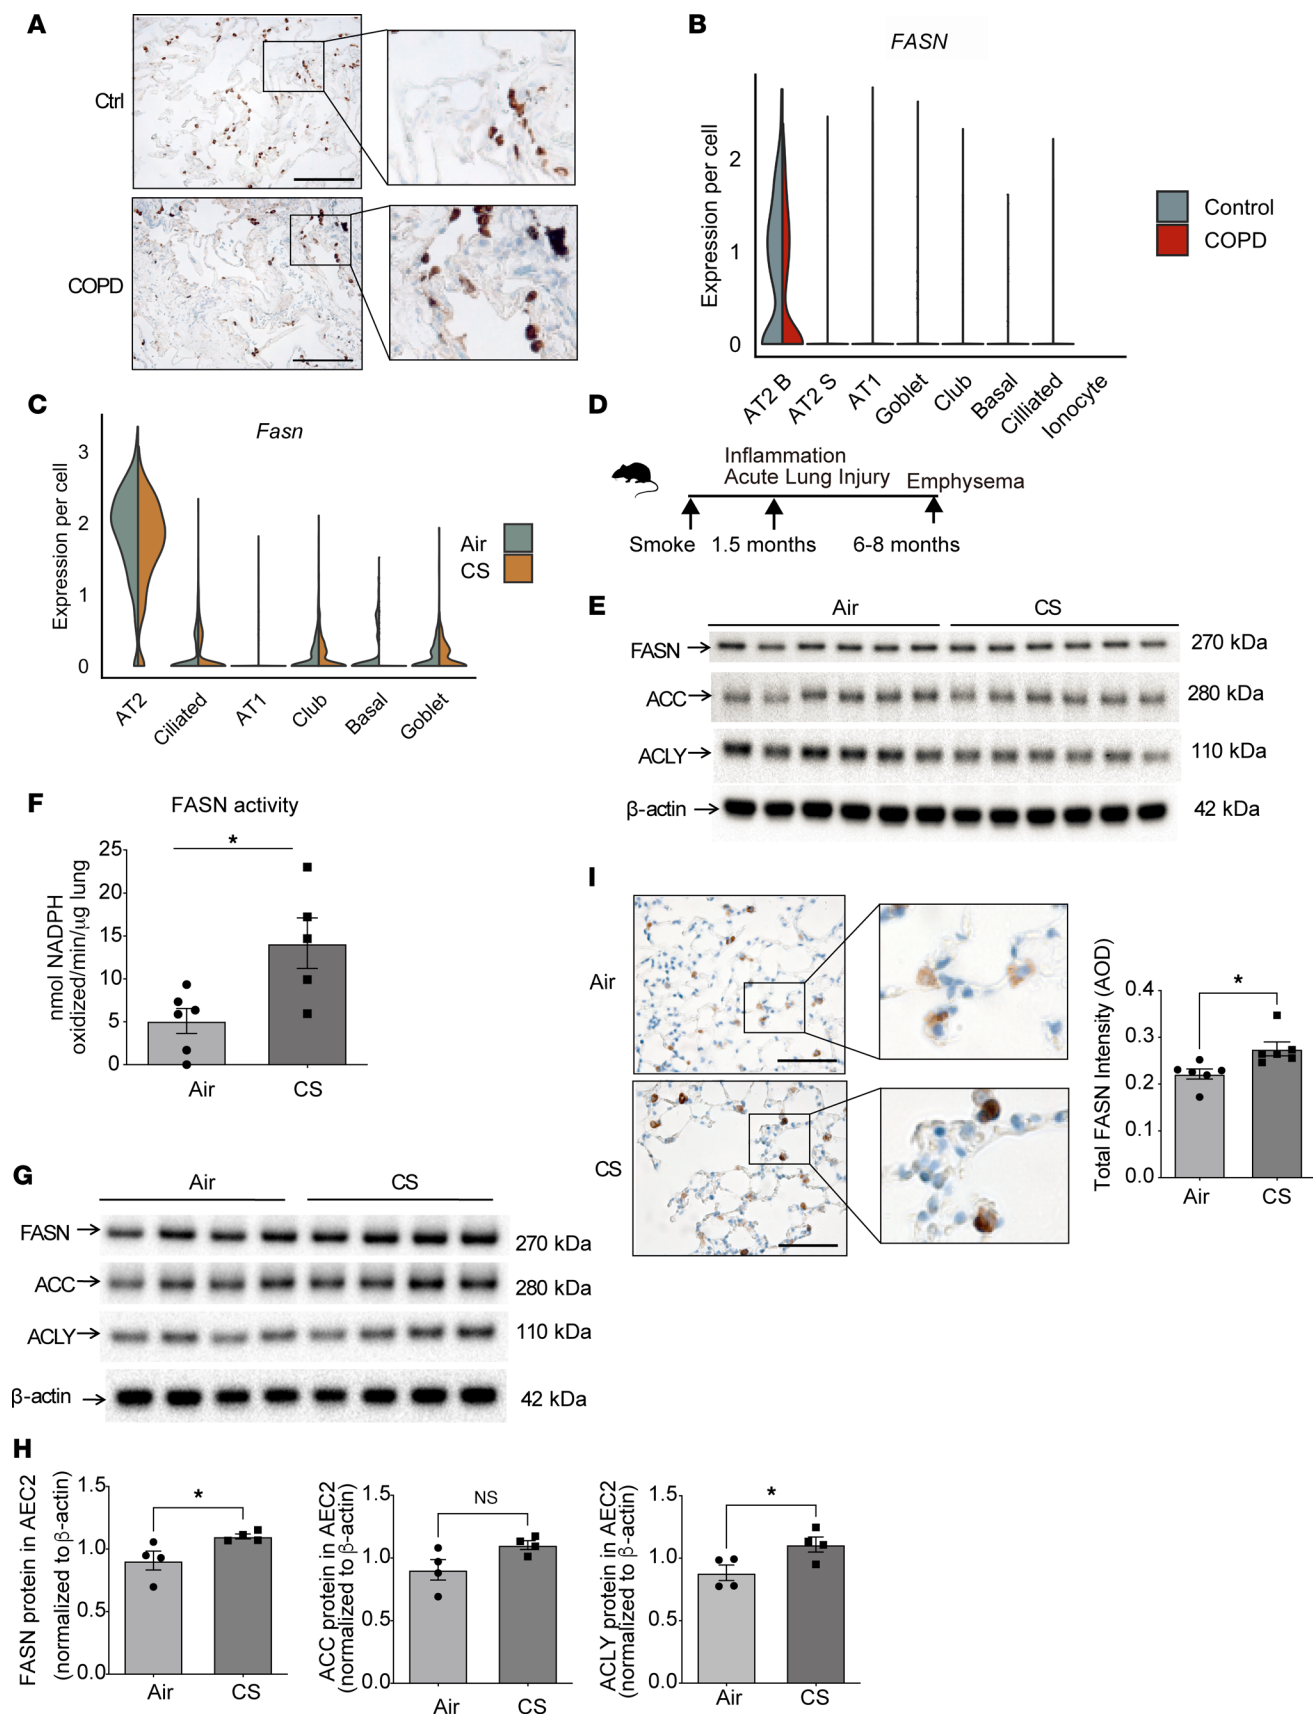 A
Ctrl
COPD
B
FASN
Expression per cell
2
1
0
AT2 B
AT2 S
AT1
Goblet
Club
Basal
Cilliated
Ionocyte
Control
COPD
C
Fasn
Expression per cell
3
2
1
0
AT2
Ciliated
AT1
Club
Basal
Goblet
Air
CS
D
Inflammation
Acute Lung Injury
Emphysema
Smoke
1.5 months
6-8 months
E
Air
CS
FASN
270 kDa
ACC
280 kDa
ACLY
110 kDa
β-actin
42 kDa
F
FASN activity
nmol NADPH
oxidized/min/μg lung
25
20
15
10
5
0
*
Air
CS
I
Air
CS
Total FASN Intensity (AOD)
0.4
0.3
0.2
0.1
0.0
*
Air
CS
G
Air
CS
FASN
270 kDa
ACC
280 kDa
ACLY
110 kDa
β-actin
42 kDa
H
FASN protein in AEC2
(normalized to β-actin)
1.5
1.0
0.5
0.0
*
Air
CS
ACC protein in AEC2
(normalized to β-actin)
1.5
1.0
0.5
0.0
NS
Air
CS
ACLY protein in AEC2
(normalized to β-actin)
1.5
1.0
0.5
0.0
*
Air
CS